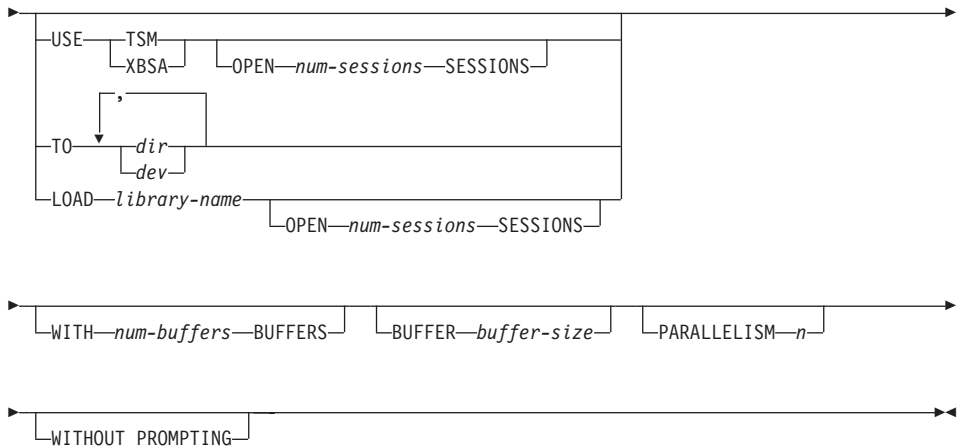 USE TSM
XBSA OPEN num-sessions SESSIONS
,
TO dir
dev
LOAD library-name
OPEN num-sessions SESSIONS
WITH num-buffers BUFFERS BUFFER buffer-size PARALLELISM n
WITHOUT PROMPTING